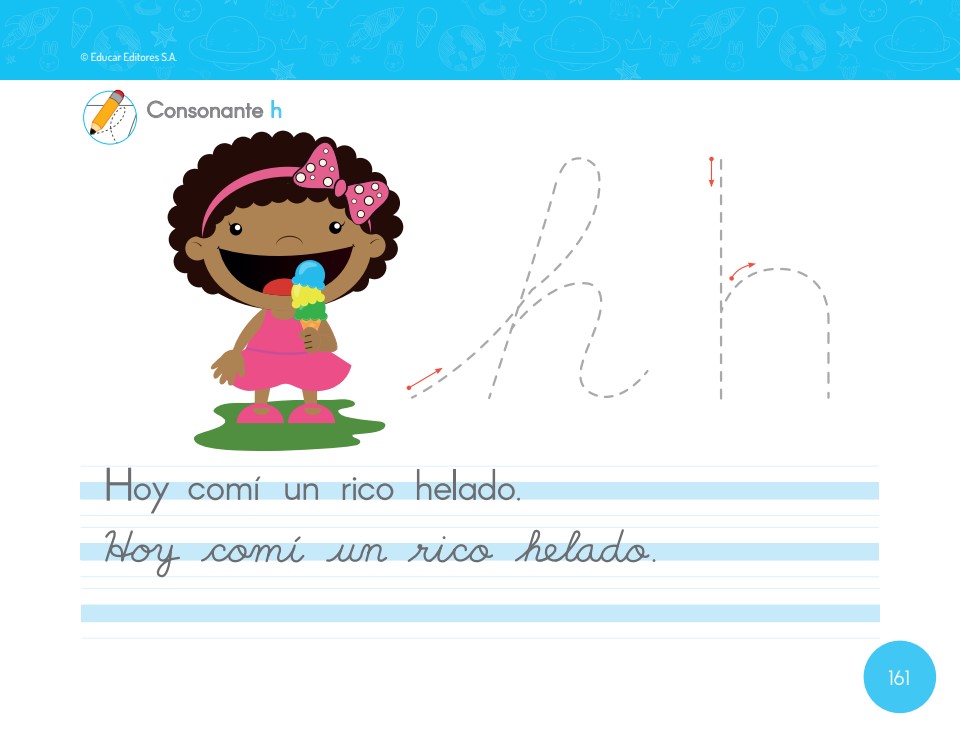 © Educar Editores S.A.
Consonante h
h h
Hoy comí un rico helado.
Hoy comí un rico helado.
161